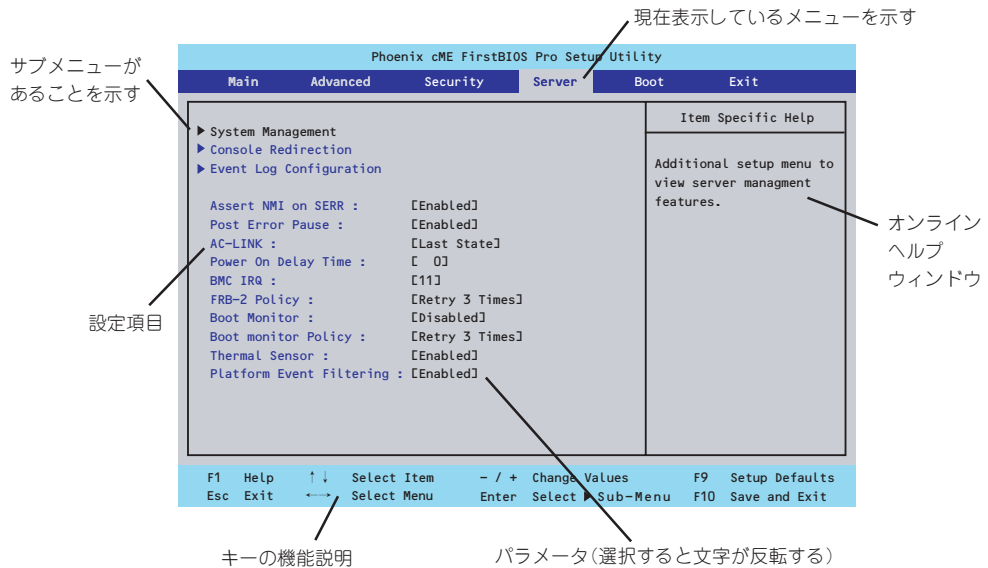 現在表示しているメニューを示す
サブメニューが
あることを示す
Phoenix cME FirstBIOS Pro Setup Utility
Main Advanced Security Server Boot Exit
▶ System Management
▶ Console Redirection
▶ Event Log Configuration
Assert NMI on SERR : [Enabled]
Post Error Pause : [Enabled]
AC-LINK : [Last State]
Power On Delay Time : [ 0]
BMC IRQ : [11]
FRB-2 Policy : [Retry 3 Times]
Boot Monitor : [Disabled]
Boot monitor Policy : [Retry 3 Times]
Thermal Sensor : [Enabled]
Platform Event Filtering : [Enabled]
Item Specific Help
Additional setup menu to
view server managment
features.
オンライン
ヘルプ
ウィンドウ
設定項目
F1 Help ↑↓ Select Item - / + Change Values F9 Setup Defaults
Esc Exit ←→ Select Menu Enter Select ▶ Sub-Menu F10 Save and Exit
キーの機能説明
パラメータ（選択すると文字が反転する）